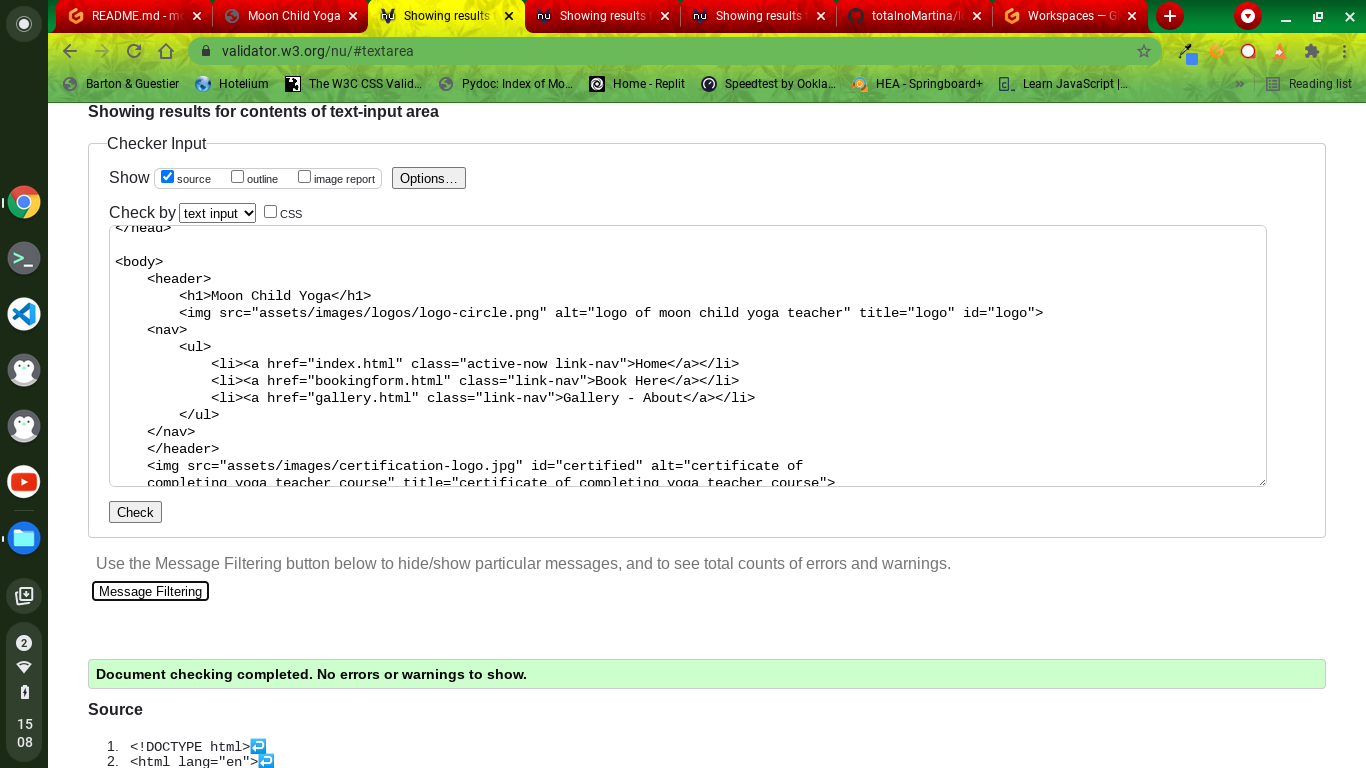 README.md - m
Moon Child Yoga
Showing results
Showing results
Showing results
totalnoMartina/
Workspaces — G
validator.w3.org/nu/#textarea
Barton & Guestier
Hotelium
The W3C CSS Valid...
Pydoc: Index of Mo...
Home - Replit
Speedtest by Ookla...
HEA - Springboard+
Learn JavaScript |...
»
Reading list
Showing results for contents of text-input area
Checker Input
Show source outline image report Options...
Check by text input CSS
</head>
<body>
<header>
<h1>Moon Child Yoga</h1>
<img src="assets/images/logos/logo-circle.png" alt="logo of moon child yoga teacher" title="logo" id="logo">
<nav>
<ul>
<li><a href="index.html" class="active-now link-nav">Home</a></li>
<li><a href="bookingform.html" class="link-nav">Book Here</a></li>
<li><a href="gallery.html" class="link-nav">Gallery - About</a></li>
</ul>
</nav>
</header>
<img src="assets/images/certification-logo.jpg" id="certified" alt="certificate of
completing yoga teacher course" title="certificate of completing yoga teacher course">
Check
Use the Message Filtering button below to hide/show particular messages, and to see total counts of errors and warnings.
Message Filtering
Document checking completed. No errors or warnings to show.
Source
1. <!DOCTYPE html>↩
2. <html lang="en">↩
2
15
08